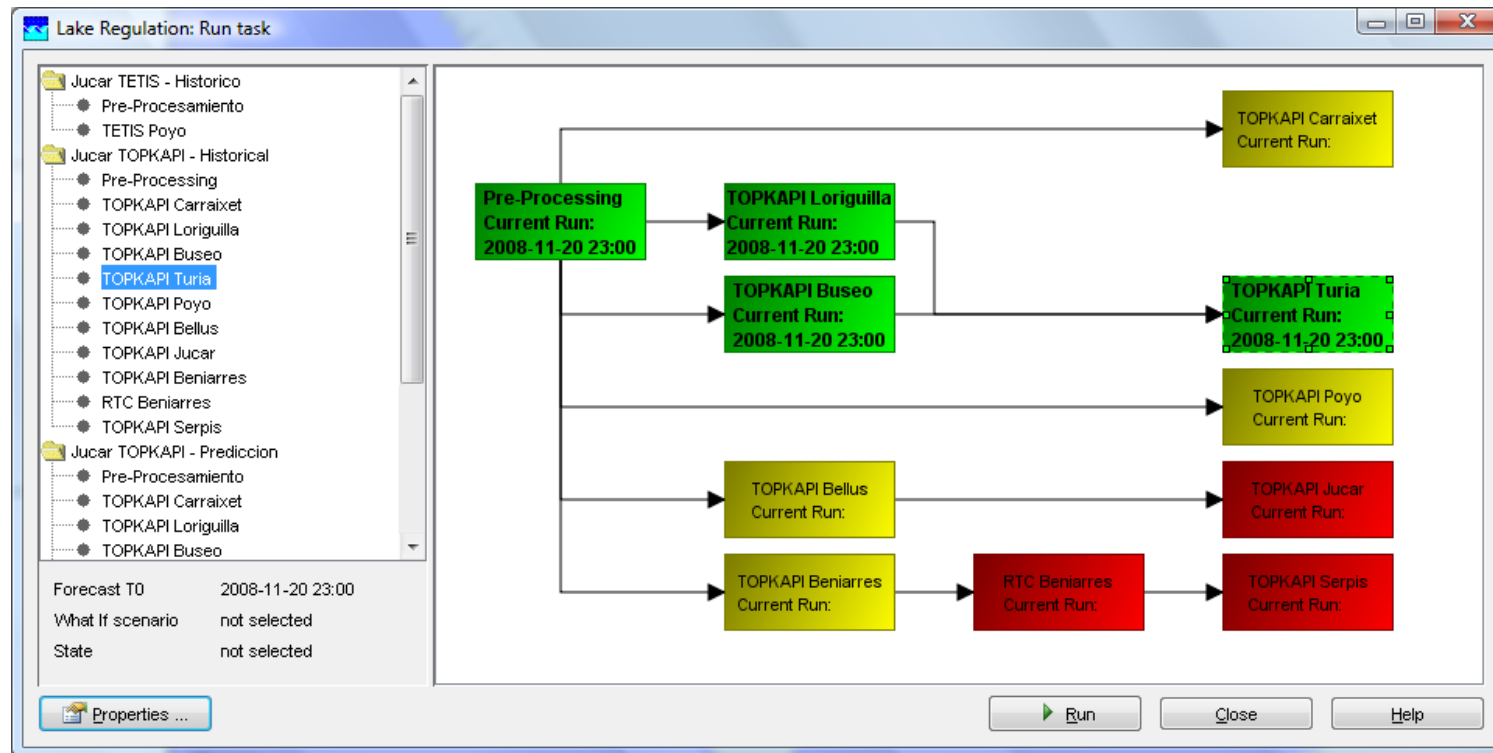 Lake Regulation: Run task
Jucar TETIS - Historico
Pre-Procesamiento
TETIS Poyo
Jucar TOPKAPI - Historical
Pre-Processing
TOPKAPI Carraixet
TOPKAPI Loriguilla
TOPKAPI Buseo
TOPKAPI Turia
TOPKAPI Poyo
TOPKAPI Bellus
TOPKAPI Jucar
TOPKAPI Beniarres
RTC Beniarres
TOPKAPI Serpis
Jucar TOPKAPI - Prediccion
Pre-Procesamiento
TOPKAPI Carraixet
TOPKAPI Loriguilla
TOPKAPI Buseo
Forecast T0 2008-11-20 23:00
What If scenario not selected
State not selected
TOPKAPI Carraixet
Current Run:
Pre-Processing
Current Run:
2008-11-20 23:00
TOPKAPI Loriguilla
Current Run:
2008-11-20 23:00
TOPKAPI Buseo
Current Run:
2008-11-20 23:00
TOPKAPI Turia
Current Run:
2008-11-20 23:00
TOPKAPI Poyo
Current Run:
TOPKAPI Bellus
Current Run:
TOPKAPI Jucar
Current Run:
TOPKAPI Beniarres
Current Run:
RTC Beniarres
Current Run:
TOPKAPI Serpis
Current Run:
Properties ...
Run
Close
Help